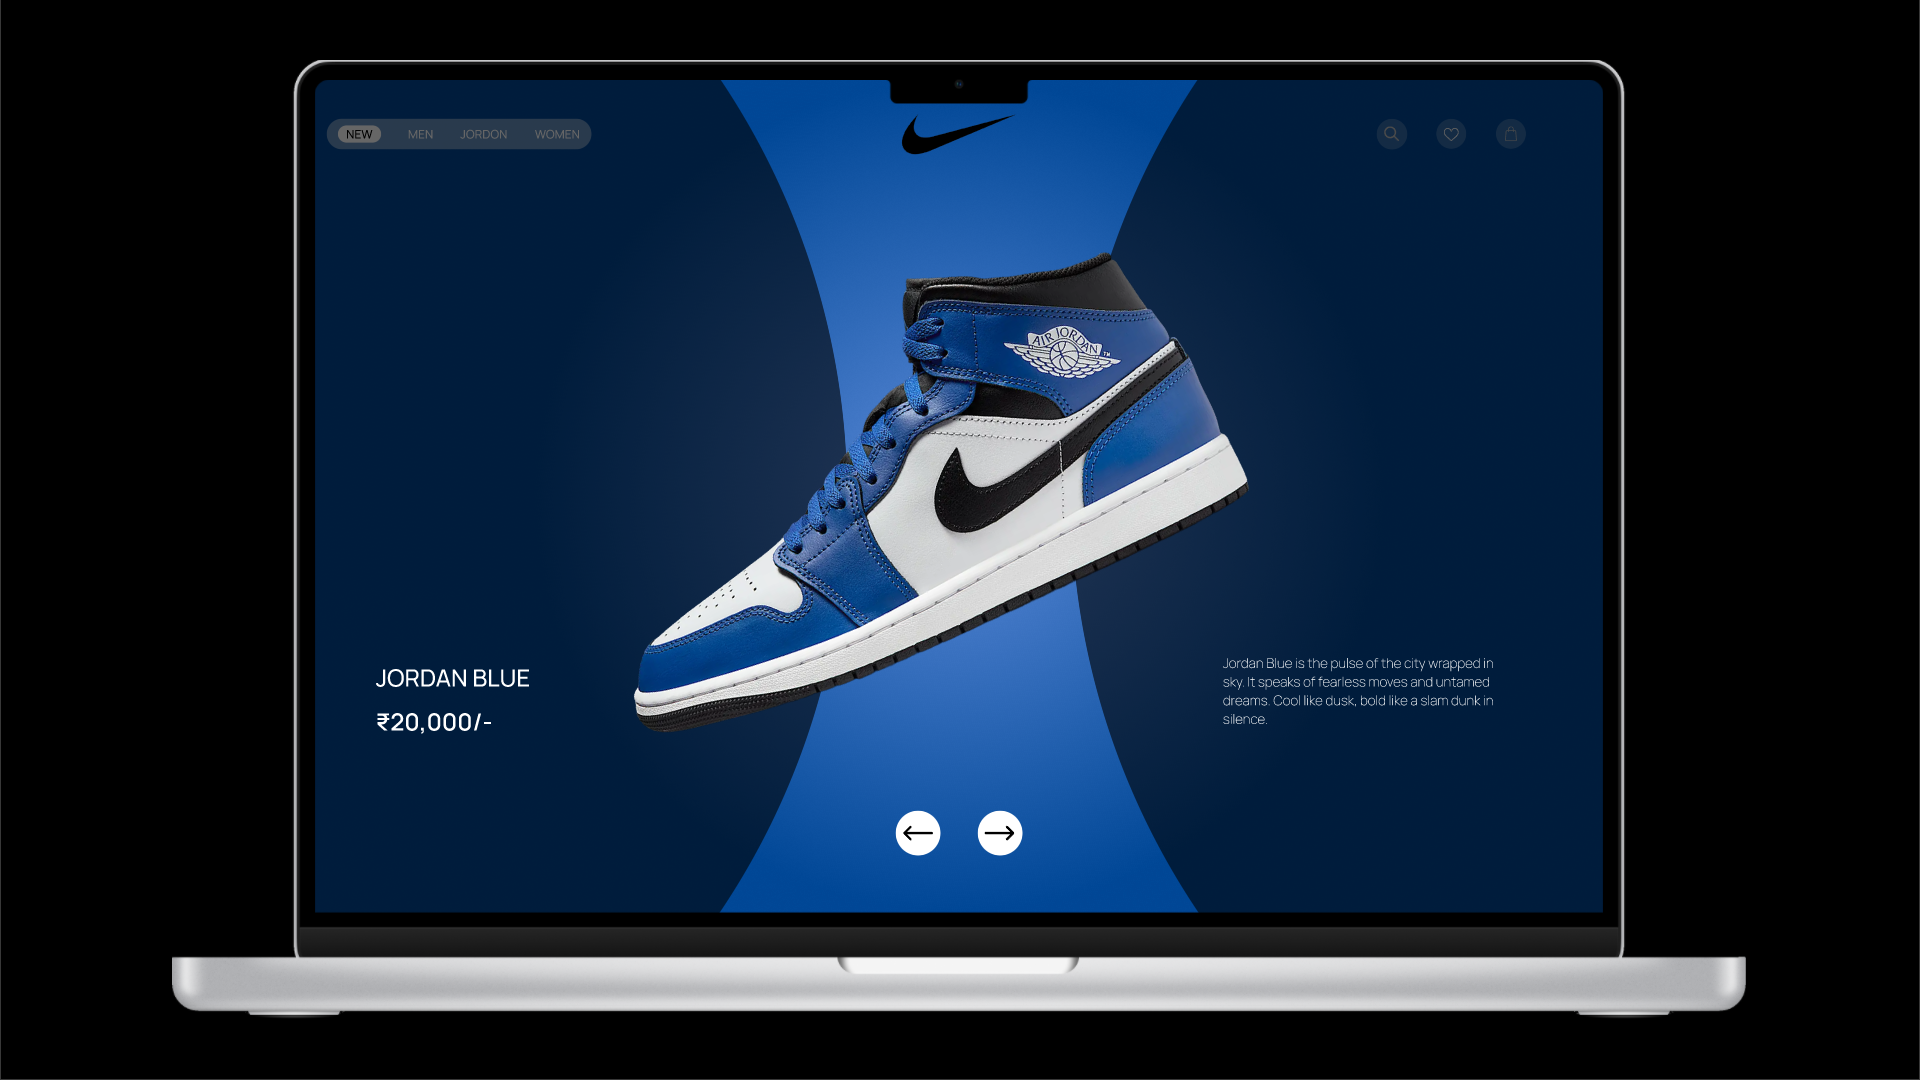 NEW MEN JORDON WOMEN
AIR JORDAN ™
JORDAN BLUE
₹20,000/-
Jordan Blue is the pulse of the city wrapped in
sky. It speaks of fearless moves and untamed
dreams. Cool like dusk, bold like a slam dunk in
silence.